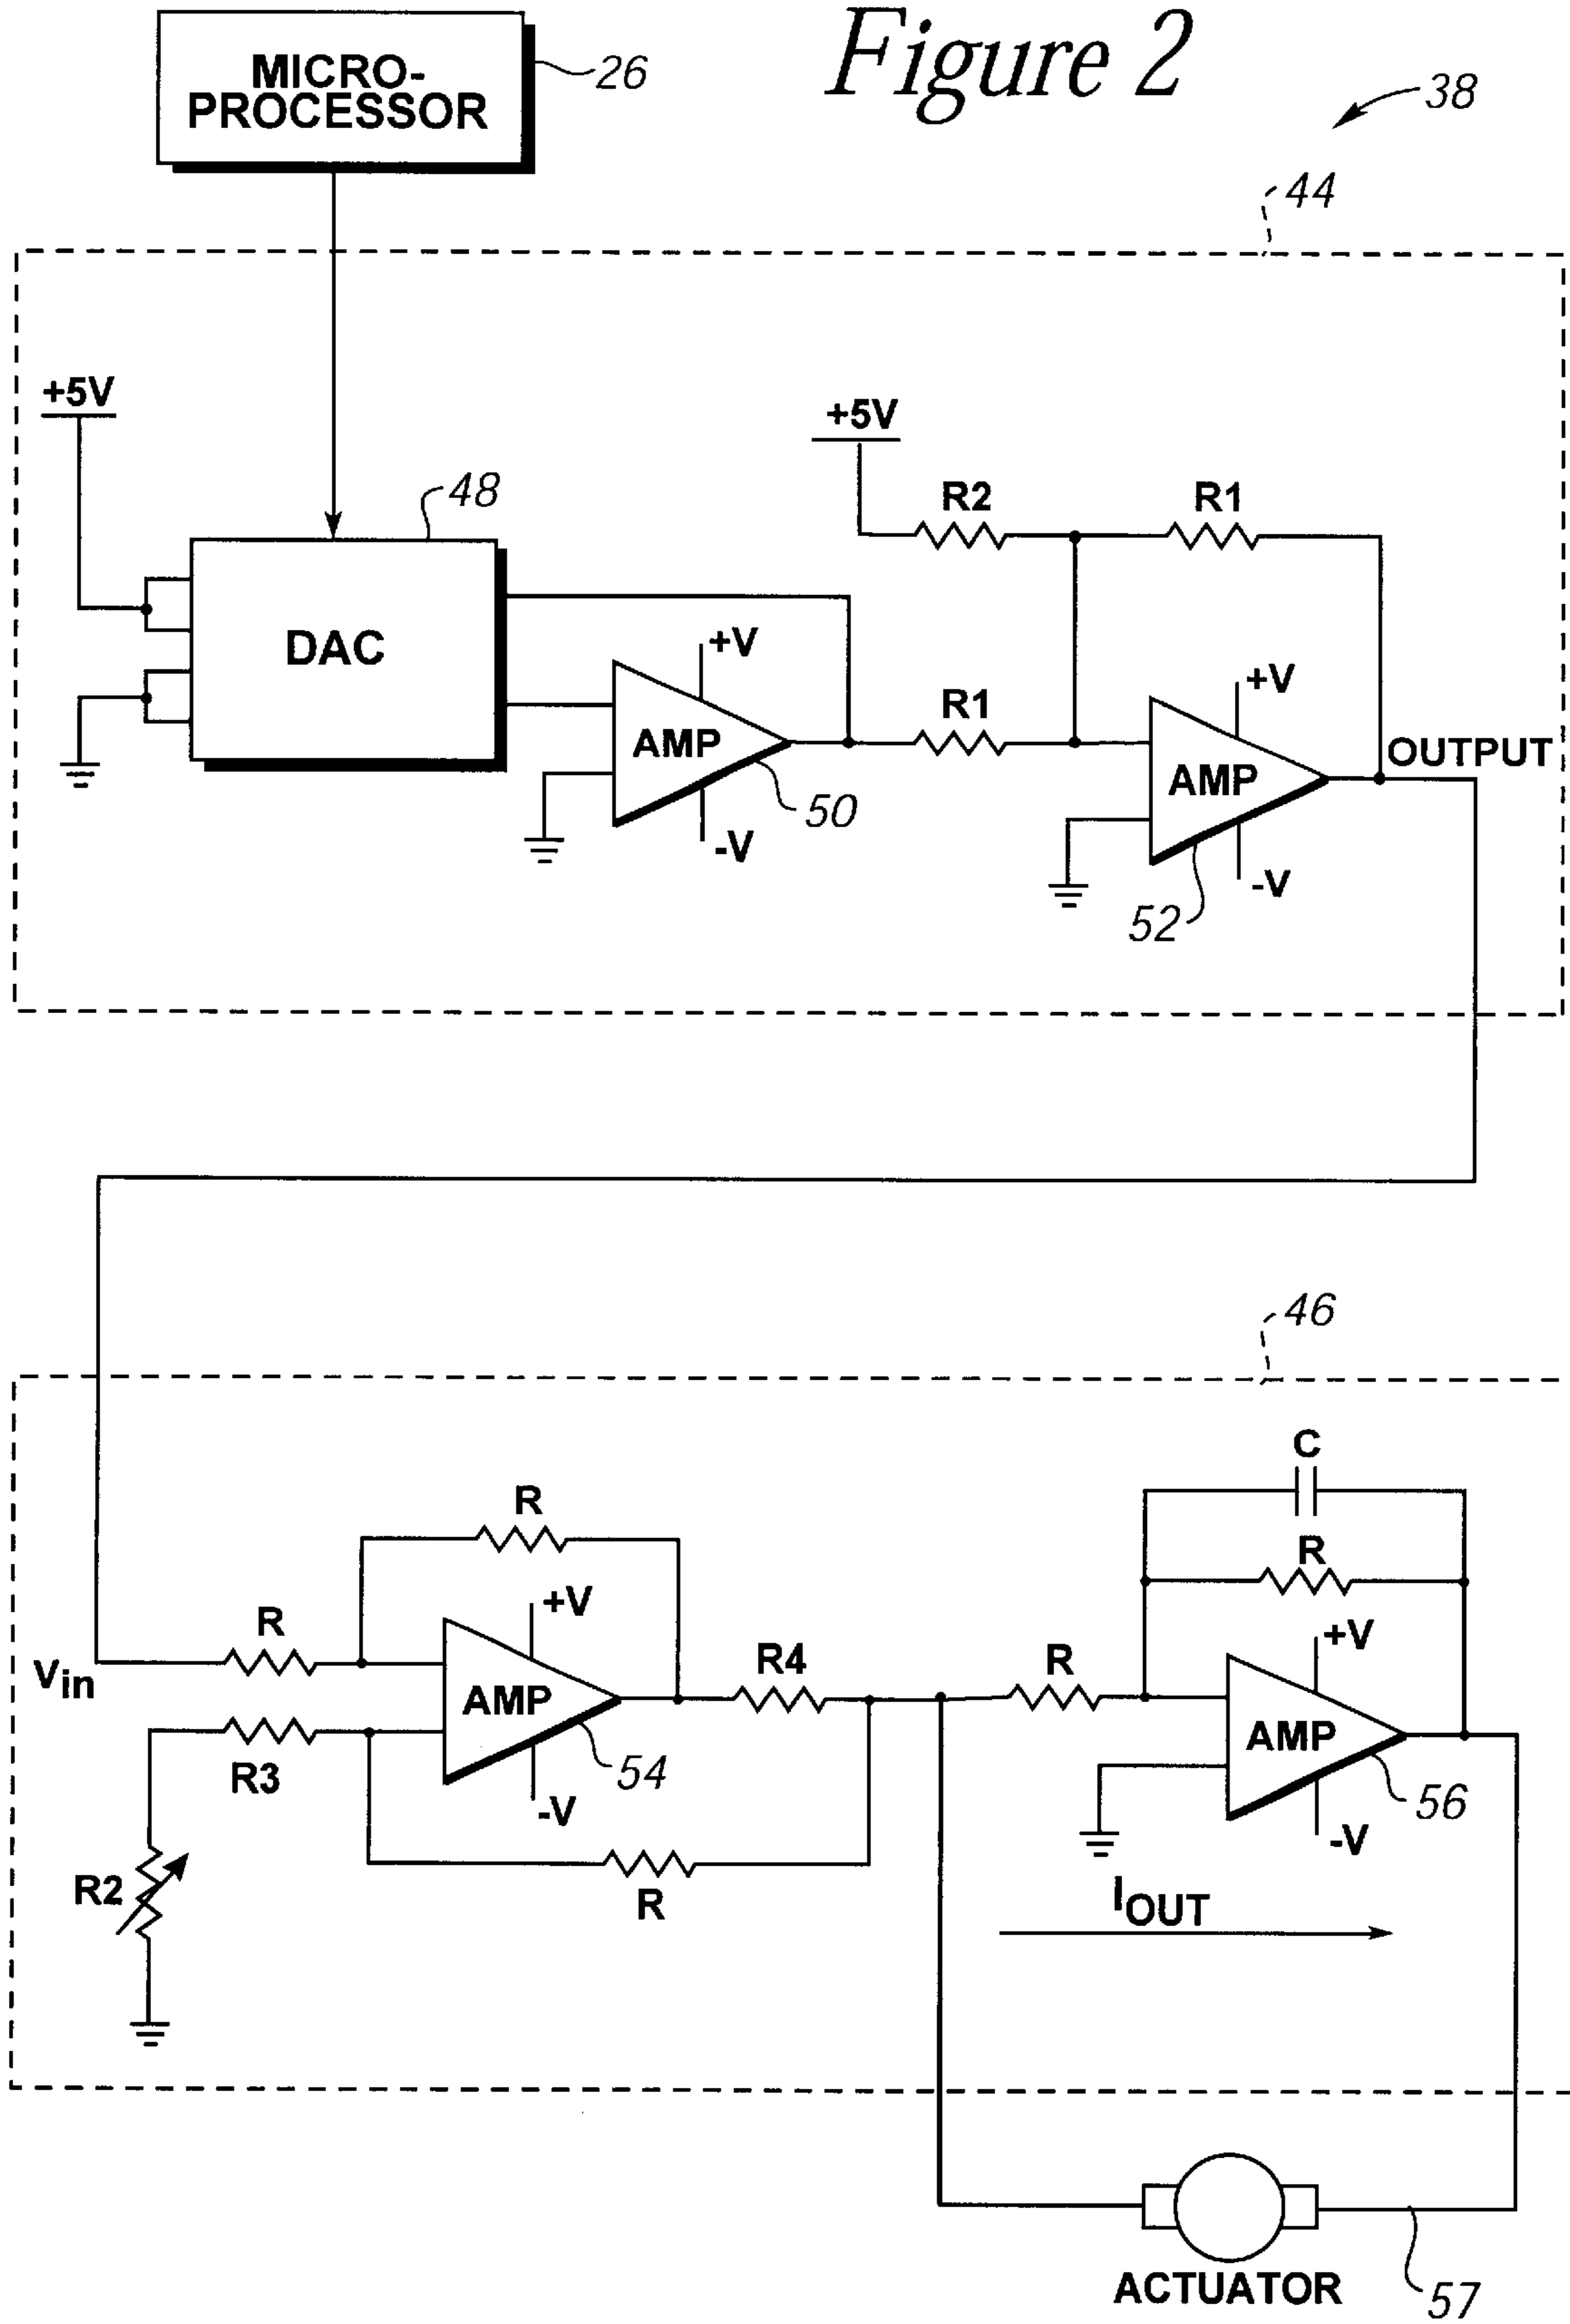 Figure 2
MICRO-
PROCESSOR
26
38
44
+5V
+5V
R2
R1
48
DAC
+V
AMP
-V
50
R1
+V
AMP
-V
52
OUTPUT
46
C
R
R
+V
R
Vin
AMP
-V
54
R4
R
+V
AMP
-V
56
R3
R2
R
IOUT
ACTUATOR
57